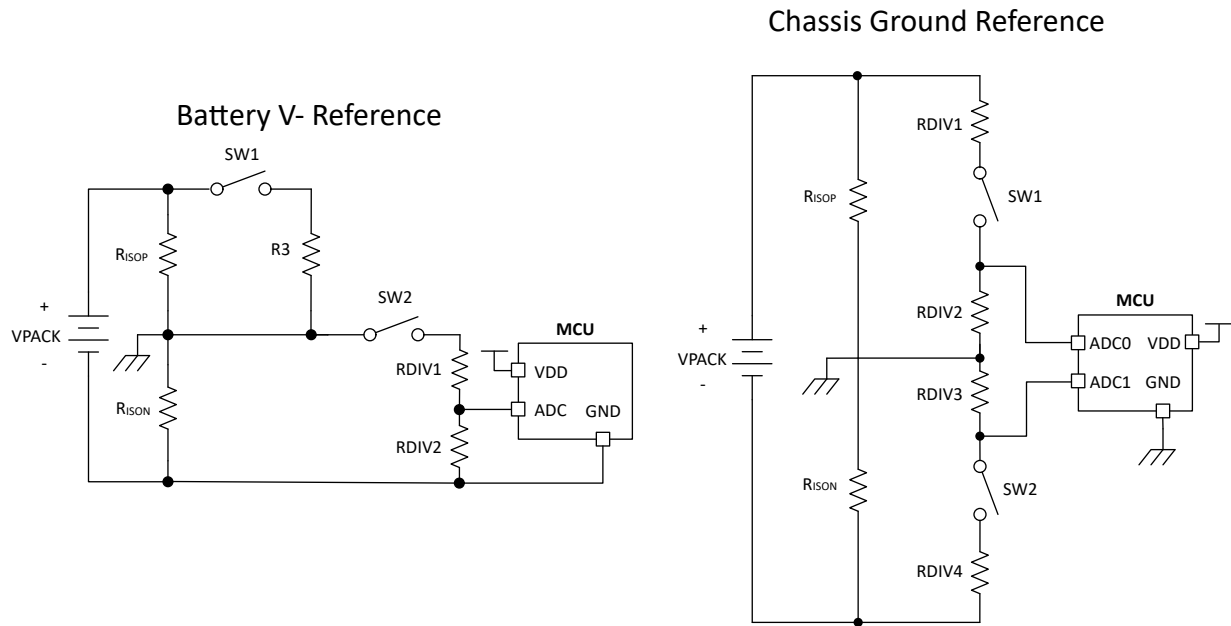 Chassis Ground Reference
Battery V- Reference
SW1
RISOP
R3
SW2
+
VPACK
-
MCU
VDD
RDIV1
ADC
GND
RISON
RDIV2
RDIV1
SW1
RISOP
RDIV2
MCU
ADC0
VDD
+
VPACK
-
ADC1
GND
RDIV3
RISON
SW2
RDIV4